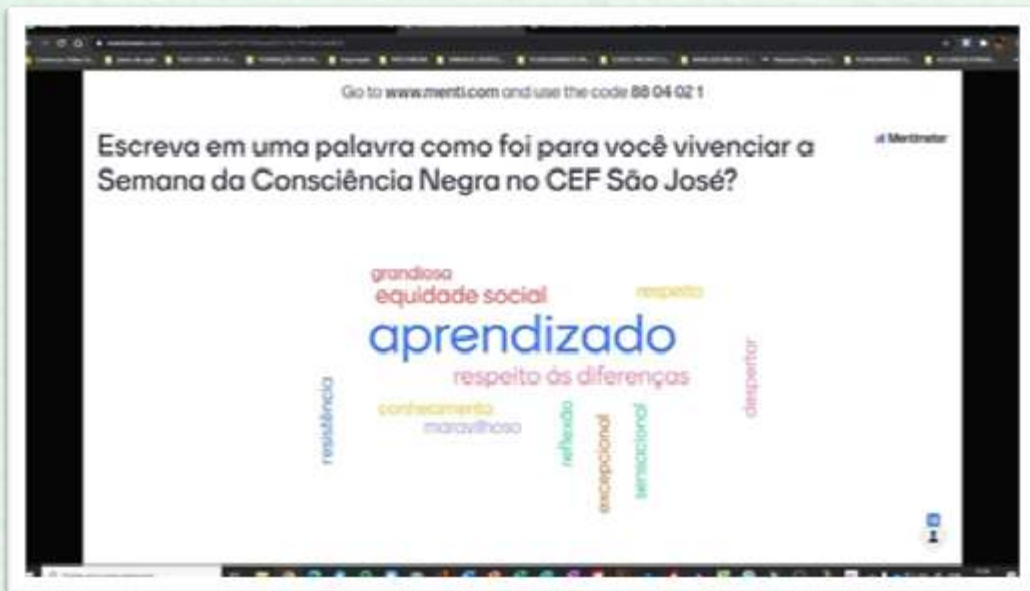 Go to www.menti.com and use the code 88 04 02 1
Mentimeter
Escreva em uma palavra como foi para você vivenciar a
Semana da Consciência Negra no CEF São José?
grandiosa
equidade social
respeito
aprendizado
respeito ás diferenças
despertar
resistência
conhecimento
maravilhoso
reflexão
excepcional
sensacional